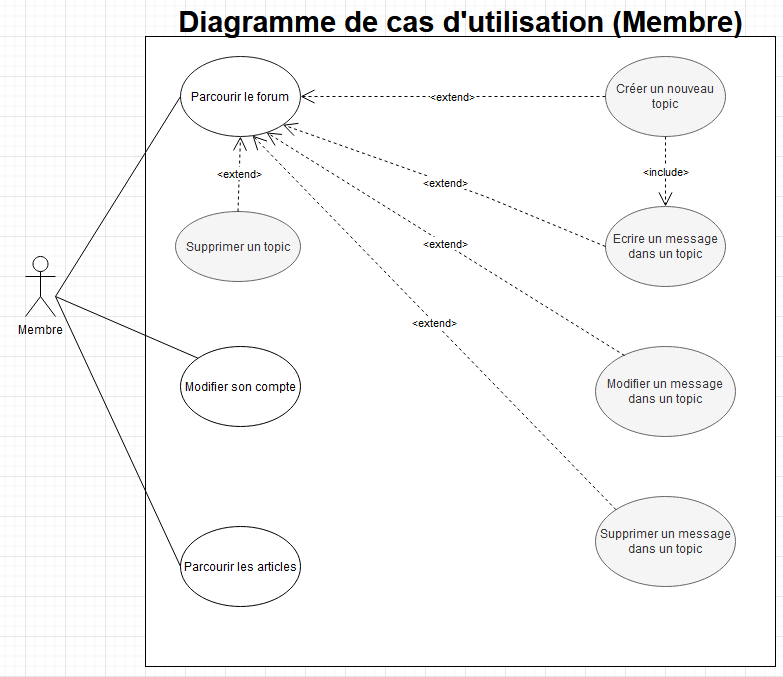 Diagramme de cas d'utilisation (Membre)
Parcourir le forum
<extend>
Créer un nouveau
topic
<extend>
<extend>
<include>
Supprimer un topic
Ecrire un message
dans un topic
<extend>
Membre
<extend>
Modifier son compte
Modifier un message
dans un topic
Parcourir les articles
Supprimer un message
dans un topic